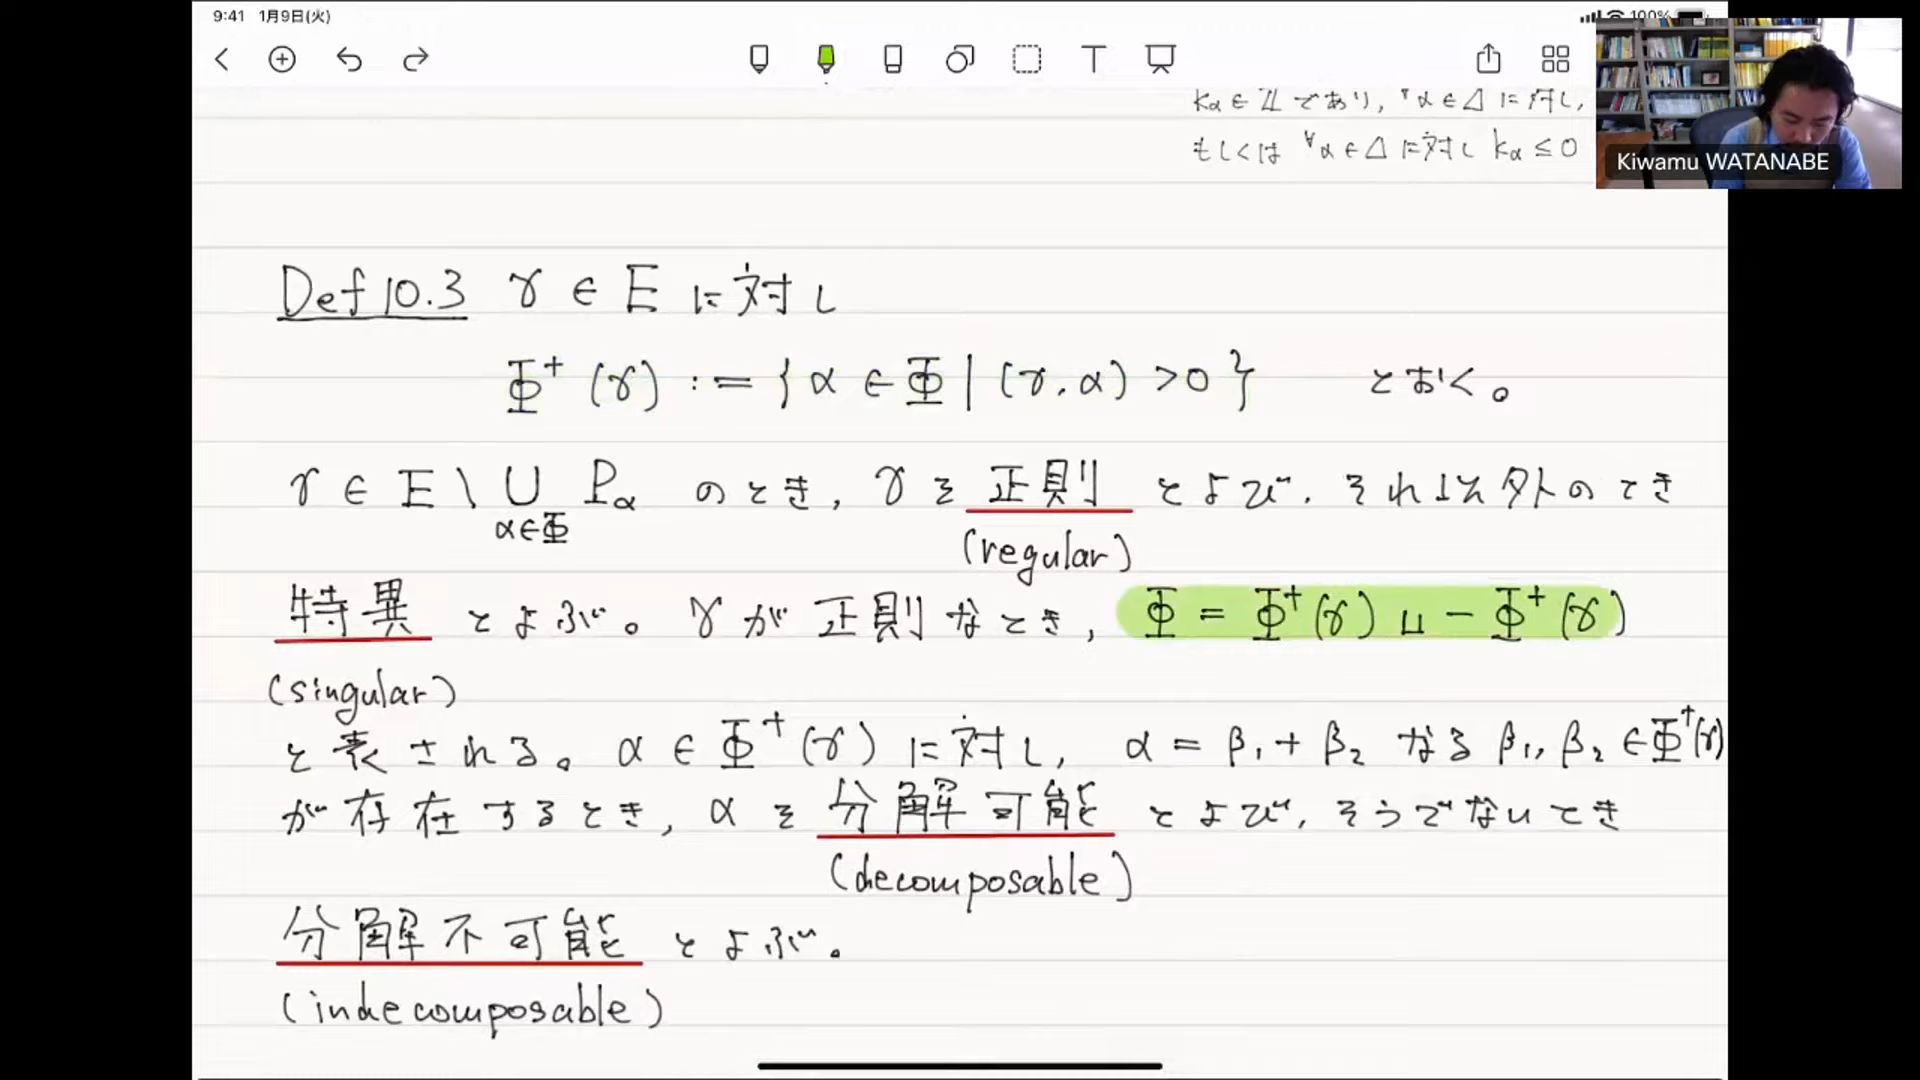 9:41 1月9日(火)
100%
kα ∈ ℤ であり, ∀α ∈ Δ に対し,
もしくは ∀α ∈ Δ に対し kα ≤ 0
Kiwamu WATANABE
Def 10.3 γ ∈ E に対し
Φ⁺(γ) := { α ∈ Φ | (γ, α) > 0 } とおく。
γ ∈ E \ ∪ Pα のとき, γ を 正則 とよび, それ以外のとき
α∈Φ
(regular)
特異 とよぶ。 γ が 正則 なとき, Φ = Φ⁺(γ) ⊔ − Φ⁺(γ)
(singular)
と表される。 α ∈ Φ⁺(γ) に対し, α = β₁ + β₂ なる β₁, β₂ ∈ Φ⁺(γ)
が存在するとき, α を 分解可能 とよび, そうでないとき
(decomposable)
分解不可能 とよぶ。
(indecomposable)